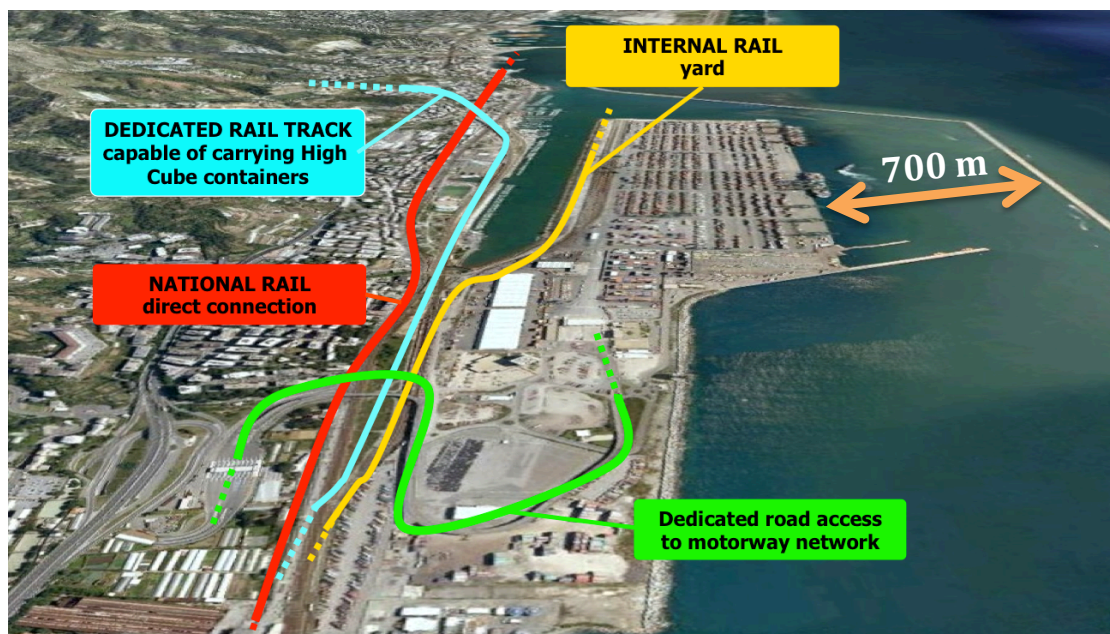 INTERNAL RAIL
yard
DEDICATED RAIL TRACK
capable of carrying High
Cube containers
700 m
NATIONAL RAIL
direct connection
Dedicated road access
to motorway network